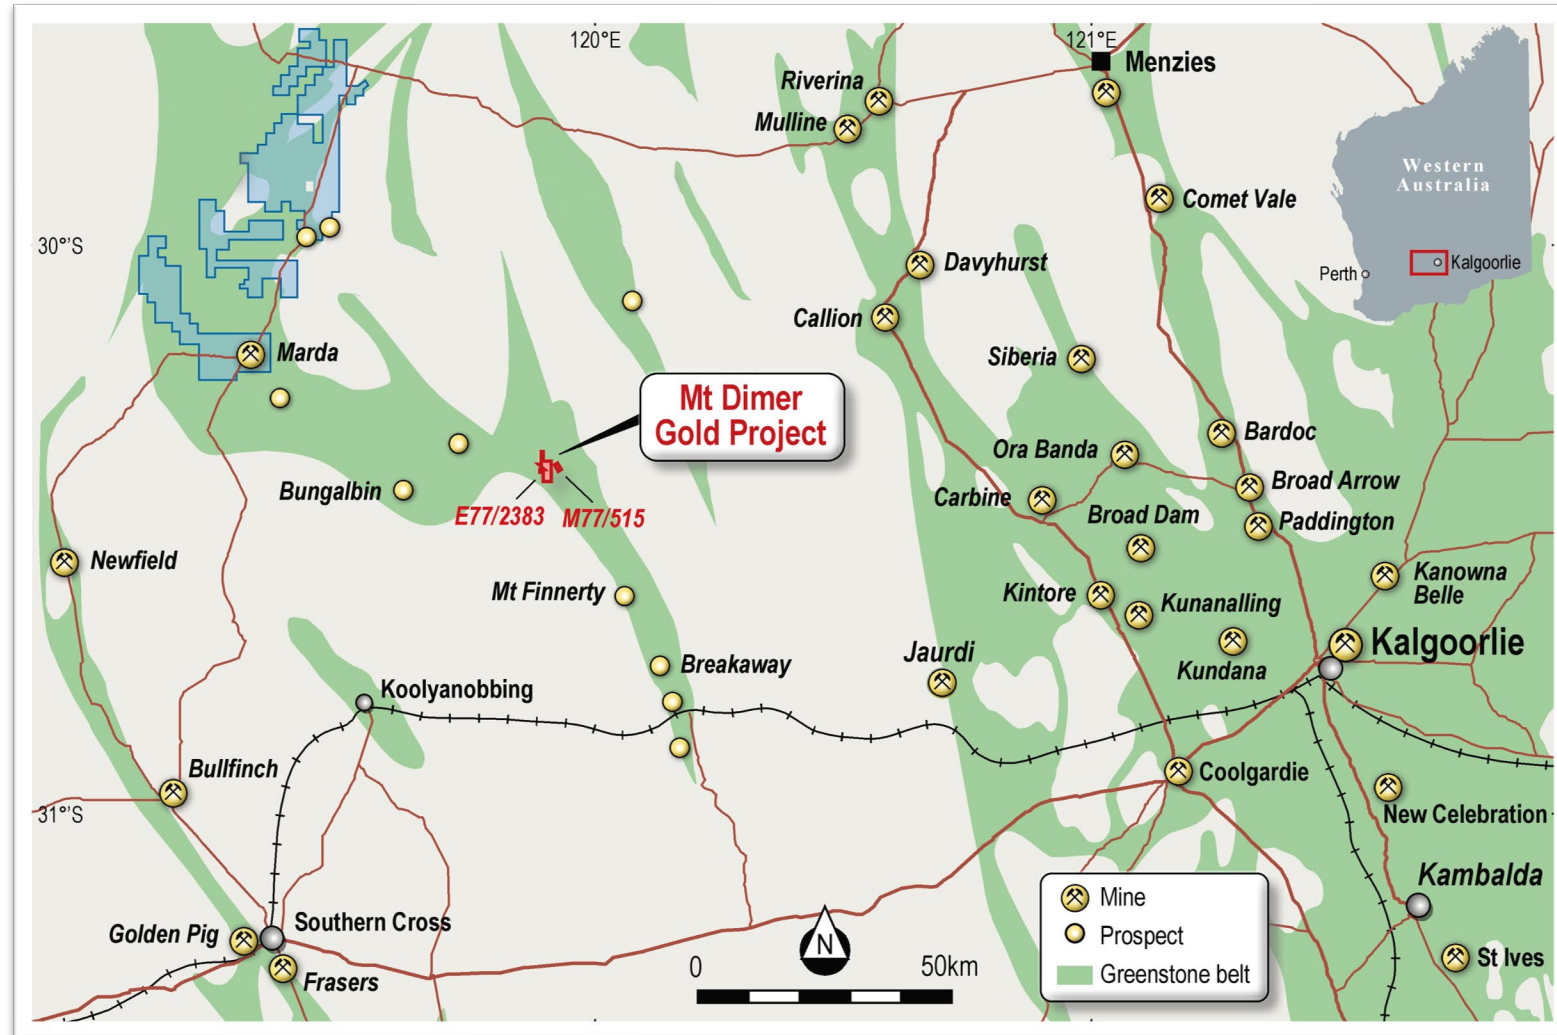 120°E
121°E
Menzies
Riverina
Mulline
Western
Australia
Comet Vale
30°'S
Davyhurst
Perth
Kalgoorlie
Callion
Marda
Siberia
Mt Dimer
Gold Project
Bardoc
Ora Banda
Bungalbin
Broad Arrow
Carbine
E77/2383
M77/515
Broad Dam
Paddington
Newfield
Kanowna
Belle
Mt Finnerty
Kintore
Kunanalling
Kalgoorlie
Jaurdi
Breakaway
Kundana
Koolyanobbing
Bullfinch
Coolgardie
31°'S
New Celebration
Kambalda
Mine
Southern Cross
Golden Pig
Prospect
N
St Ives
0
50km
Greenstone belt
Frasers